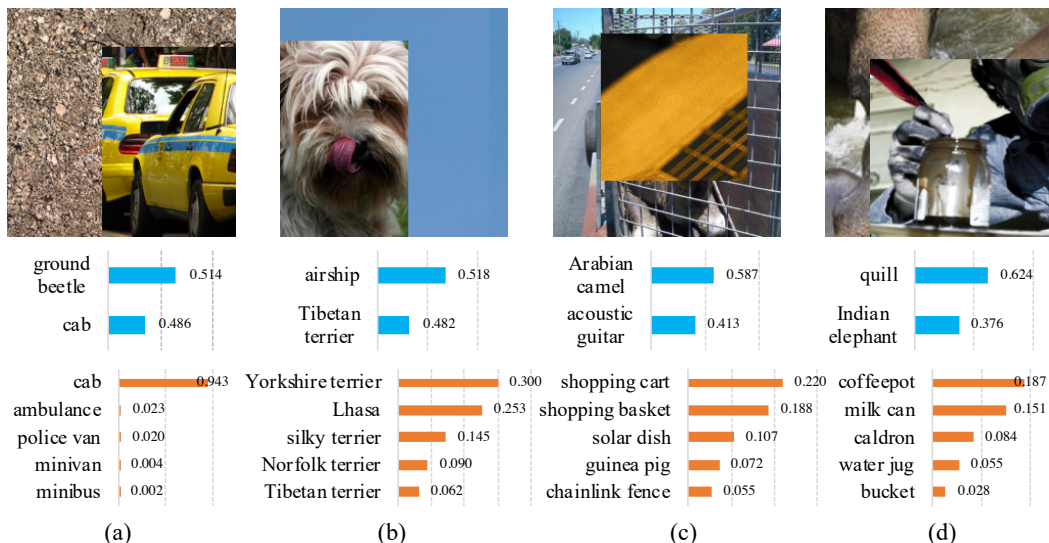 ground
beetle
0.514
cab
0.486
airship
0.518
Tibetan
terrier
0.482
Arabian
camel
0.587
acoustic
guitar
0.413
quill
0.624
Indian
elephant
0.376
cab 0.943
ambulance 0.023
police van 0.020
minivan 0.004
minibus 0.002
Yorkshire terrier 0.300
Lhasa 0.253
silky terrier 0.145
Norfolk terrier 0.090
Tibetan terrier 0.062
shopping cart 0.220
shopping basket 0.188
solar dish 0.107
guinea pig 0.072
chainlink fence 0.055
coffeepot 0.187
milk can 0.151
caldron 0.084
water jug 0.055
bucket 0.028
(a) (b) (c) (d)